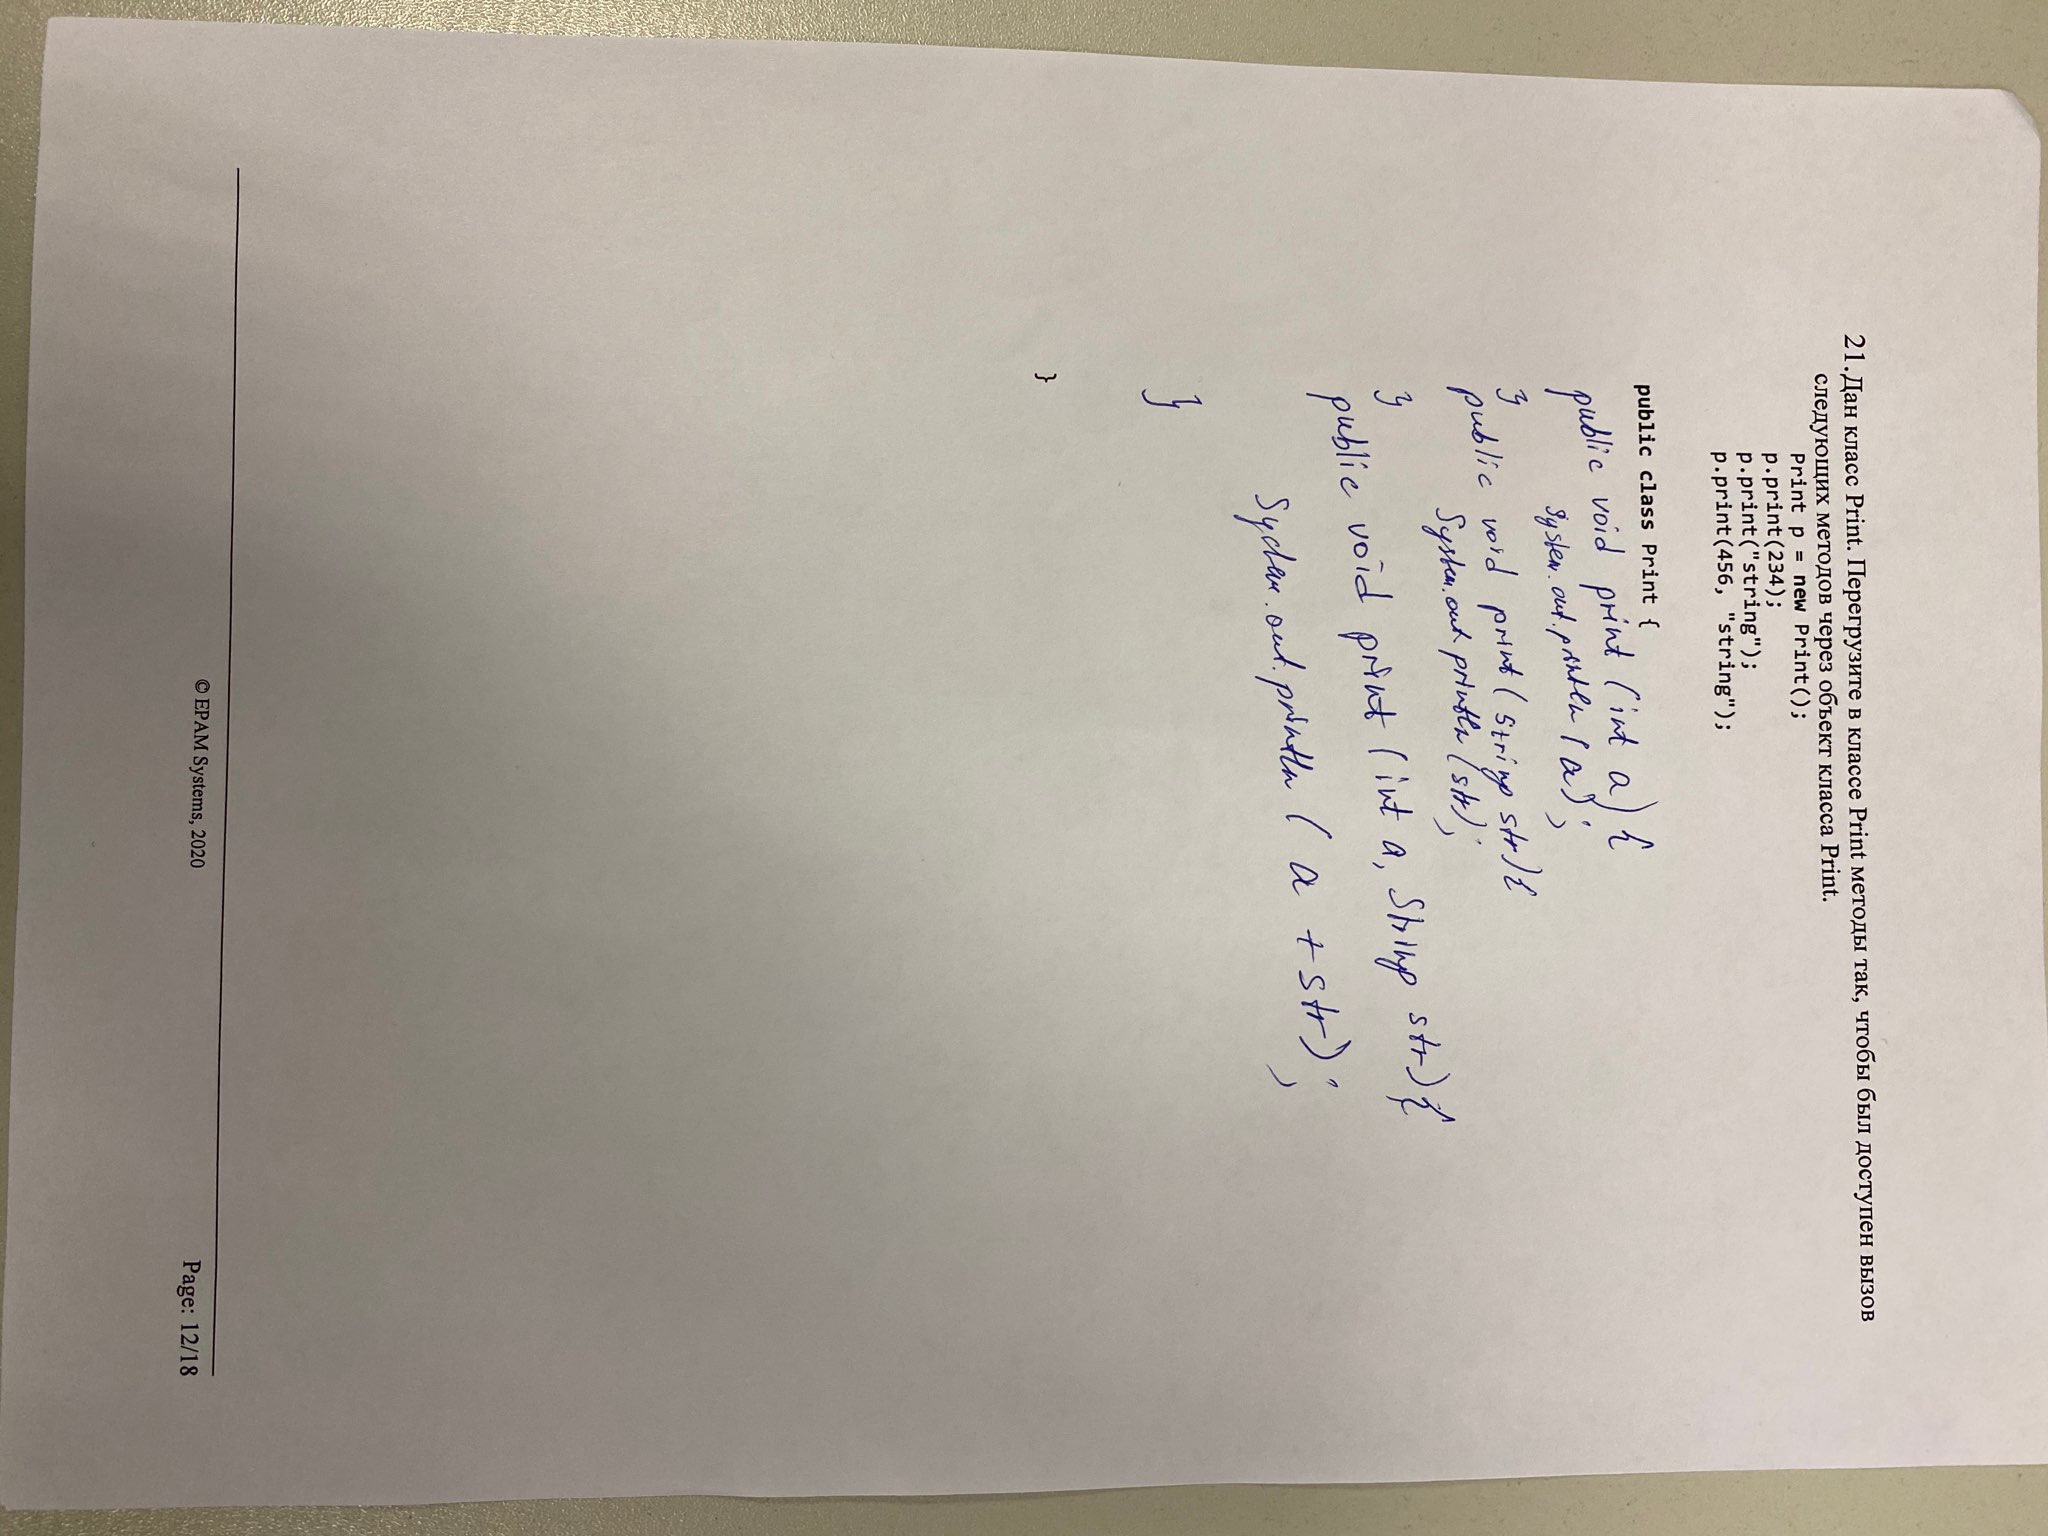 21.Дан класс Print. Перегрузите в классе Print методы так, чтобы был доступен вызов
следующих методов через объект класса Print.
Print p = new Print();
p.print(234);
p.print("string");
p.print(456, "string");
public class Print {
public void print (int a) {
System.out.println (a);
}
public void print (String str) {
System.out.println (str);
}
public void print (int a, String str) {
System.out.println ( a + str);
}
}
© EPAM Systems, 2020
Page: 12/18